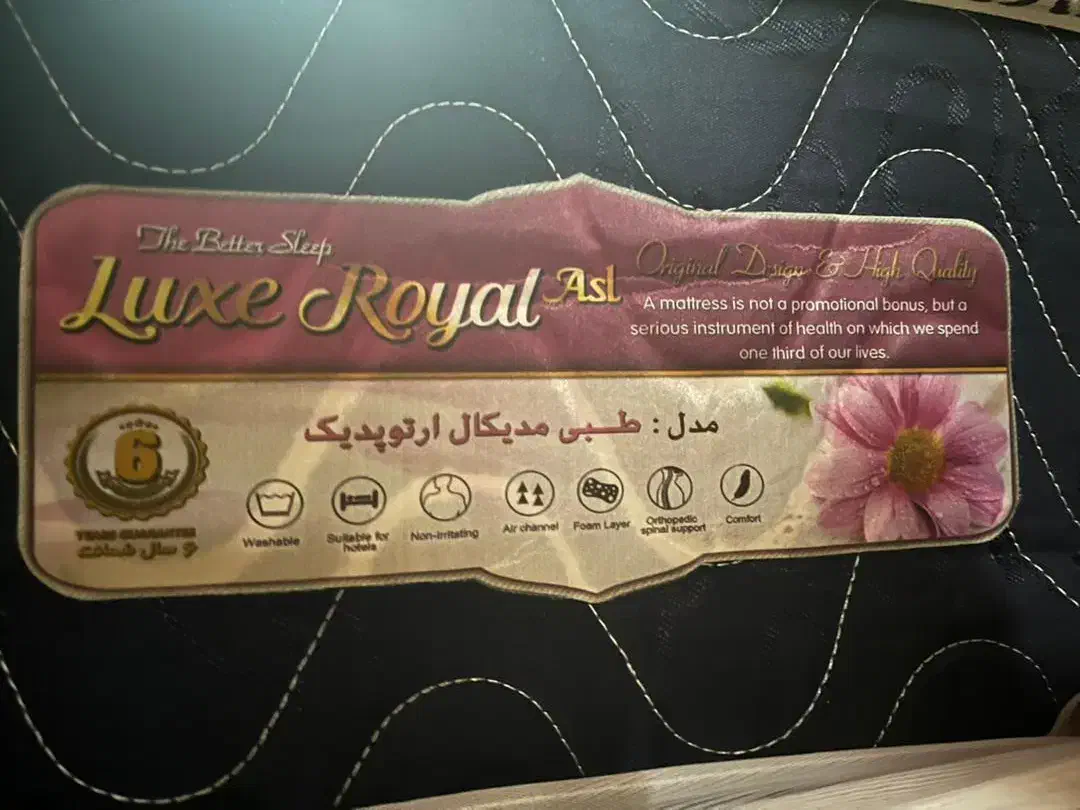 The Better Sleep
Luxe Royal Asl
Original Design & High Quality
A mattress is not a promotional bonus, but a
serious instrument of health on which we spend
one third of our lives.
مدل : طبی مدیکال ارتوپدیک
6
YEARS GUARANTEE
۶ سال ضمانت
Washable
Suitable for
hotels
Non-irritating
Air channel
Foam Layer
Orthopedic
spinal support
Comfort